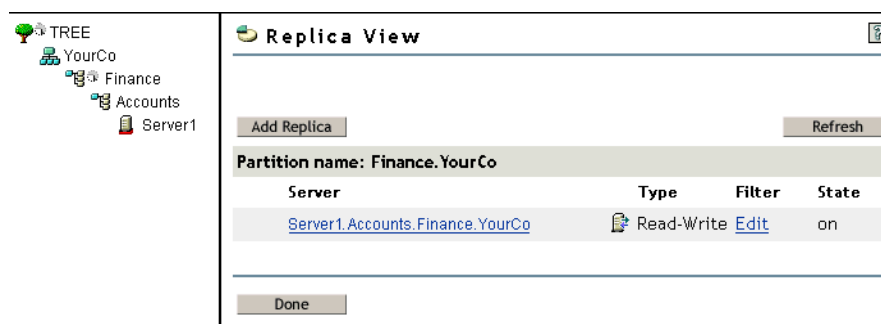 TREE
YourCo
Finance
Accounts
Server1
Replica View
?
Add Replica
Refresh
Partition name: Finance.YourCo
Server Type Filter State
Server1.Accounts.Finance.YourCo Read-Write Edit on
Done